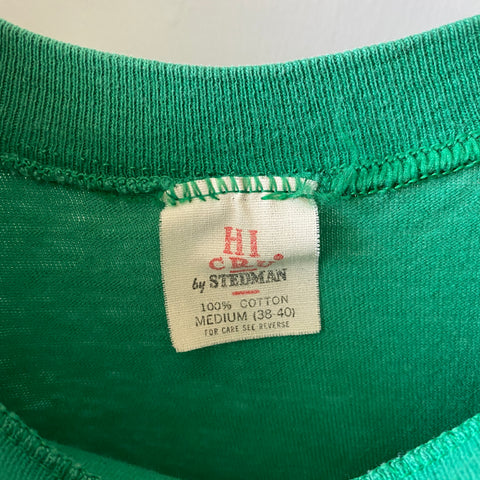 HI
CRU®
by STEDMAN
100% COTTON
MEDIUM (38-40)
FOR CARE SEE REVERSE